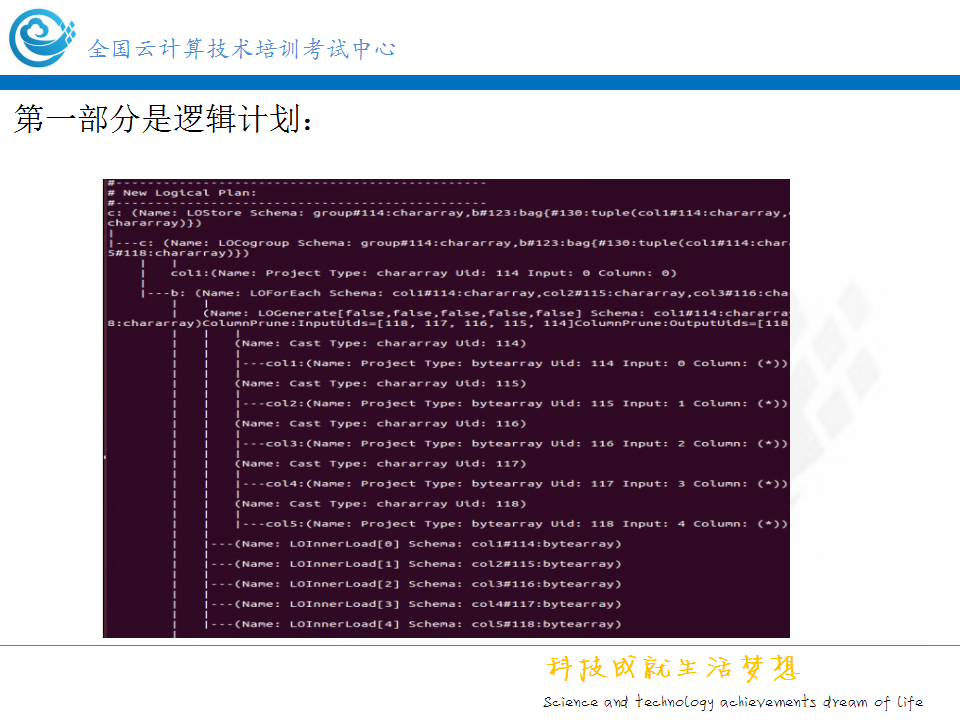 全国云计算技术培训考试中心
第一部分是逻辑计划：
#-----------------------------------------------
# New Logical Plan:
#-----------------------------------------------
c: (Name: LOStore Schema: group#114:chararray,b#123:bag{#130:tuple(col1#114:chararray,
chararray)})
|
|---c: (Name: LOCogroup Schema: group#114:chararray,b#123:bag{#130:tuple(col1#114:char
5#118:chararray)})
| |
| col1:(Name: Project Type: chararray Uid: 114 Input: 0 Column: 0)
|
|---b: (Name: LOForEach Schema: col1#114:chararray,col2#115:chararray,col3#116:cha
| |
| (Name: LOGenerate[false,false,false,false,false] Schema: col1#114:chararra
8:chararray)ColumnPrune:InputUids=[118, 117, 116, 115, 114]ColumnPrune:OutputUids=[118
| | |
| | (Name: Cast Type: chararray Uid: 114)
| | |
| | |---col1:(Name: Project Type: bytearray Uid: 114 Input: 0 Column: (*))
| | |
| | (Name: Cast Type: chararray Uid: 115)
| | |
| | |---col2:(Name: Project Type: bytearray Uid: 115 Input: 1 Column: (*))
| | |
| | (Name: Cast Type: chararray Uid: 116)
| | |
| | |---col3:(Name: Project Type: bytearray Uid: 116 Input: 2 Column: (*))
| | |
| | (Name: Cast Type: chararray Uid: 117)
| | |
| | |---col4:(Name: Project Type: bytearray Uid: 117 Input: 3 Column: (*))
| | |
| | (Name: Cast Type: chararray Uid: 118)
| | |
| | |---col5:(Name: Project Type: bytearray Uid: 118 Input: 4 Column: (*))
| |
| |---(Name: LOInnerLoad[0] Schema: col1#114:bytearray)
| |
| |---(Name: LOInnerLoad[1] Schema: col2#115:bytearray)
| |
| |---(Name: LOInnerLoad[2] Schema: col3#116:bytearray)
| |
| |---(Name: LOInnerLoad[3] Schema: col4#117:bytearray)
| |
| |---(Name: LOInnerLoad[4] Schema: col5#118:bytearray)
|
科技成就生活梦想
Science and technology achievements dream of life